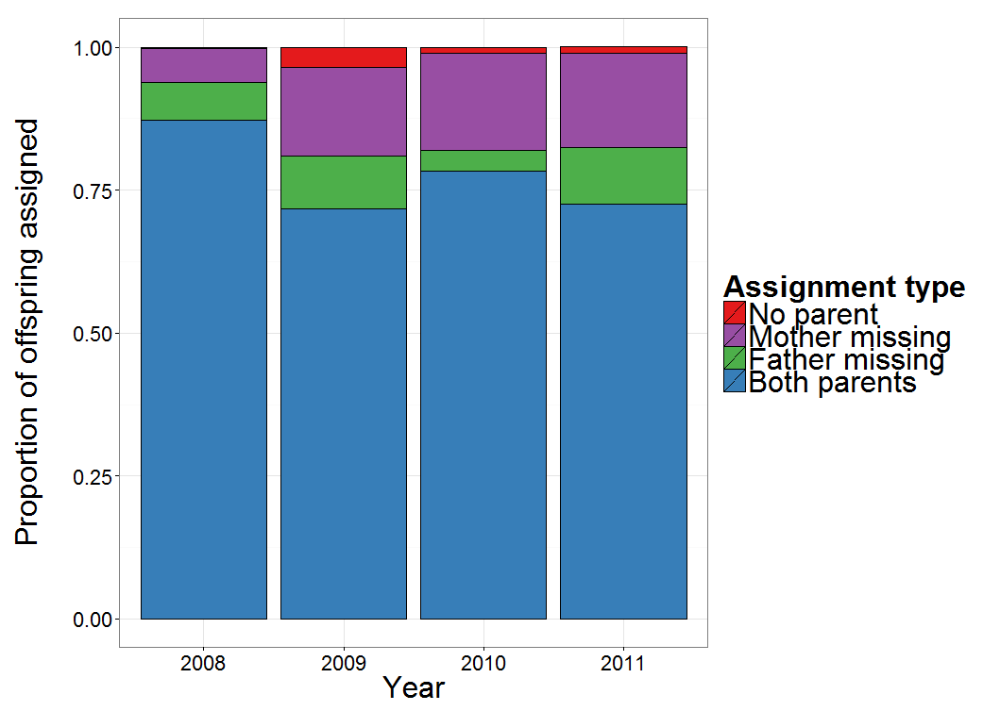 Proportion of offspring assigned
1.00
0.75
0.50
0.25
0.00
2008 2009 2010 2011
Year
Assignment type
No parent
Mother missing
Father missing
Both parents